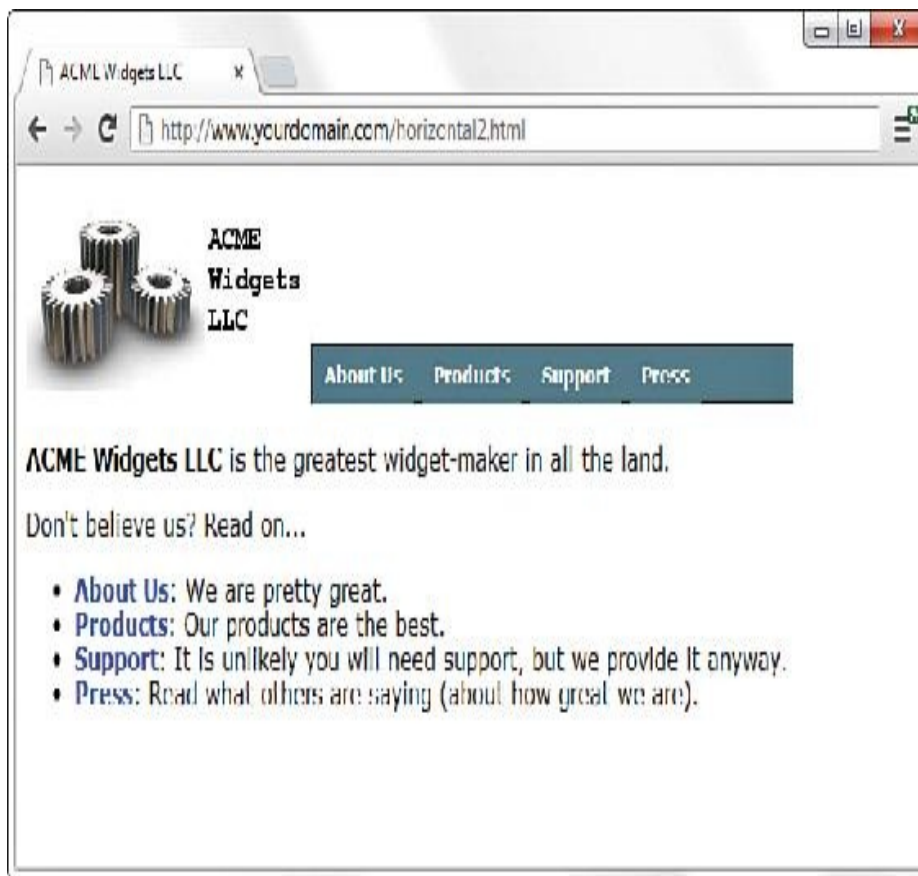 ACME Widgets LLC
http://www.yourdomain.com/horizontal2.html
ACME
Widgets
LLC
About Us Products Support Press
ACME Widgets LLC is the greatest widget-maker in all the land.
Don't believe us? Read on...
• About Us: We are pretty great.
• Products: Our products are the best.
• Support: It is unlikely you will need support, but we provide it anyway.
• Press: Read what others are saying (about how great we are).